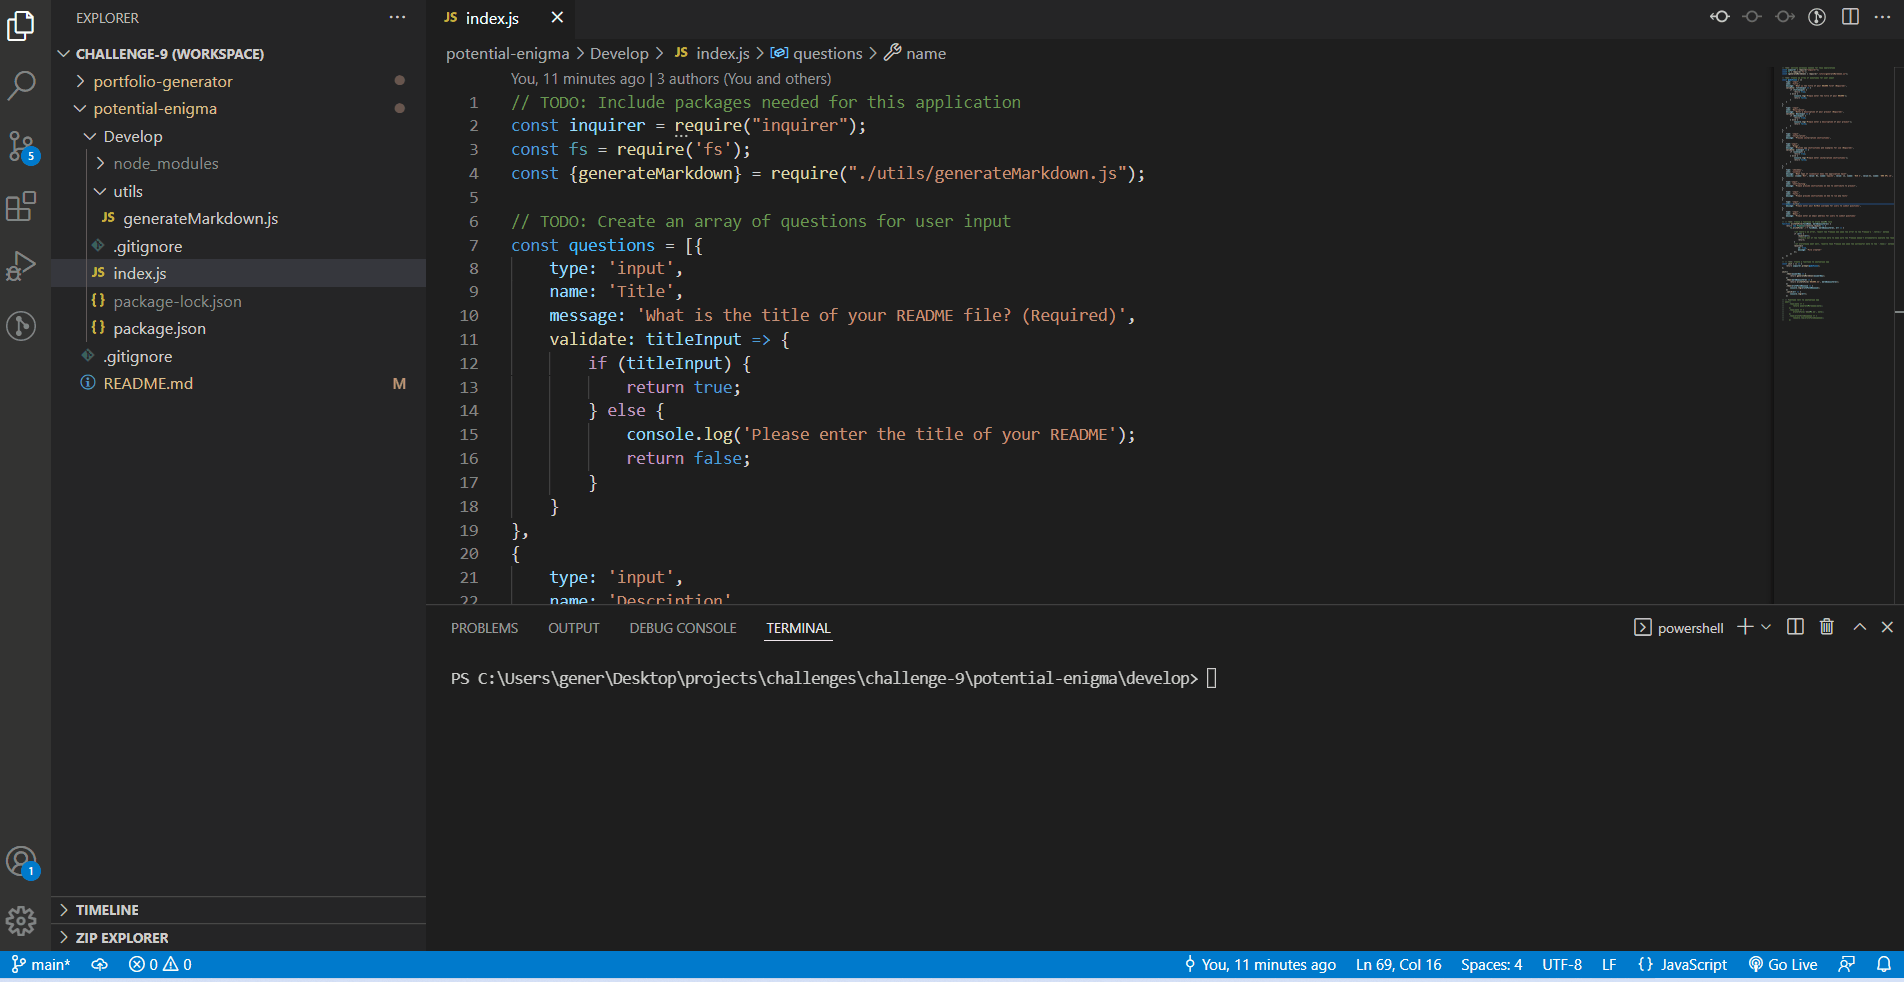 EXPLORER
CHALLENGE-9 (WORKSPACE)
portfolio-generator
potential-enigma
Develop
node_modules
utils
JS generateMarkdown.js
.gitignore
JS index.js
{} package-lock.json
{} package.json
.gitignore
README.md M
5
1
TIMELINE
ZIP EXPLORER
JS index.js
potential-enigma > Develop > JS index.js > questions > name
You, 11 minutes ago | 3 authors (You and others)
1 // TODO: Include packages needed for this application
2 const inquirer = require("inquirer");
3 const fs = require('fs');
4 const {generateMarkdown} = require("./utils/generateMarkdown.js");
5
6 // TODO: Create an array of questions for user input
7 const questions = [{
8 type: 'input',
9 name: 'Title',
10 message: 'What is the title of your README file? (Required)',
11 validate: titleInput => {
12 if (titleInput) {
13 return true;
14 } else {
15 console.log('Please enter the title of your README');
16 return false;
17 }
18 }
19 },
20 {
21 type: 'input',
22 name: 'Description'
PROBLEMS OUTPUT DEBUG CONSOLE TERMINAL powershell
PS C:\Users\gener\Desktop\projects\challenges\challenge-9\potential-enigma\develop>
main* 0 0 You, 11 minutes ago Ln 69, Col 16 Spaces: 4 UTF-8 LF {} JavaScript Go Live